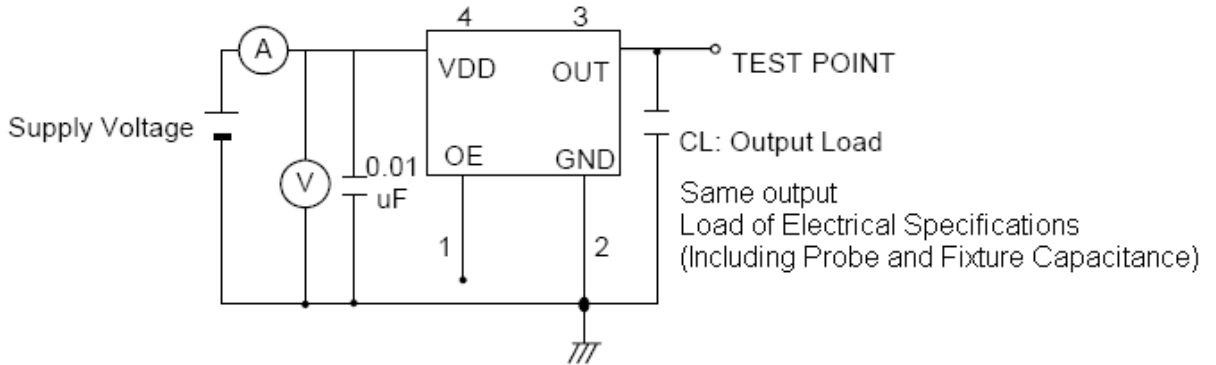 4
3
A
VDD
OUT
TEST POINT
Supply Voltage
CL: Output Load
V
0.01
uF
OE
GND
Same output
Load of Electrical Specifications
(Including Probe and Fixture Capacitance)
1
2